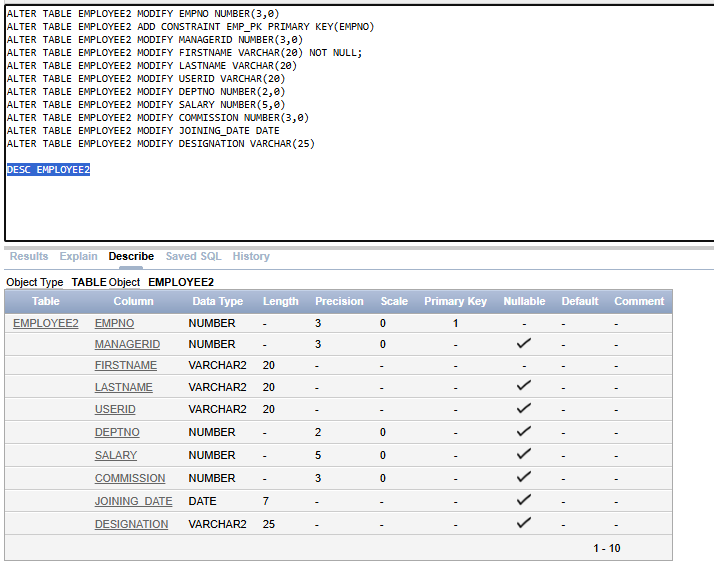 ALTER TABLE EMPLOYEE2 MODIFY EMPNO NUMBER(3,0)
ALTER TABLE EMPLOYEE2 ADD CONSTRAINT EMP_PK PRIMARY KEY(EMPNO)
ALTER TABLE EMPLOYEE2 MODIFY MANAGERID NUMBER(3,0)
ALTER TABLE EMPLOYEE2 MODIFY FIRSTNAME VARCHAR(20) NOT NULL;
ALTER TABLE EMPLOYEE2 MODIFY LASTNAME VARCHAR(20)
ALTER TABLE EMPLOYEE2 MODIFY USERID VARCHAR(20)
ALTER TABLE EMPLOYEE2 MODIFY DEPTNO NUMBER(2,0)
ALTER TABLE EMPLOYEE2 MODIFY SALARY NUMBER(5,0)
ALTER TABLE EMPLOYEE2 MODIFY COMMISSION NUMBER(3,0)
ALTER TABLE EMPLOYEE2 MODIFY JOINING_DATE DATE
ALTER TABLE EMPLOYEE2 MODIFY DESIGNATION VARCHAR(25)
DESC EMPLOYEE2
Results Explain Describe Saved SQL History
Object Type TABLE Object EMPLOYEE2
Table Column Data Type Length Precision Scale Primary Key Nullable Default Comment
EMPLOYEE2 EMPNO NUMBER - 3 0 1 - - -
MANAGERID NUMBER - 3 0 - ✓ - -
FIRSTNAME VARCHAR2 20 - - - - - -
LASTNAME VARCHAR2 20 - - - ✓ - -
USERID VARCHAR2 20 - - - ✓ - -
DEPTNO NUMBER - 2 0 - ✓ - -
SALARY NUMBER - 5 0 - ✓ - -
COMMISSION NUMBER - 3 0 - ✓ - -
JOINING_DATE DATE 7 - - - ✓ - -
DESIGNATION VARCHAR2 25 - - - ✓ - -
1 - 10